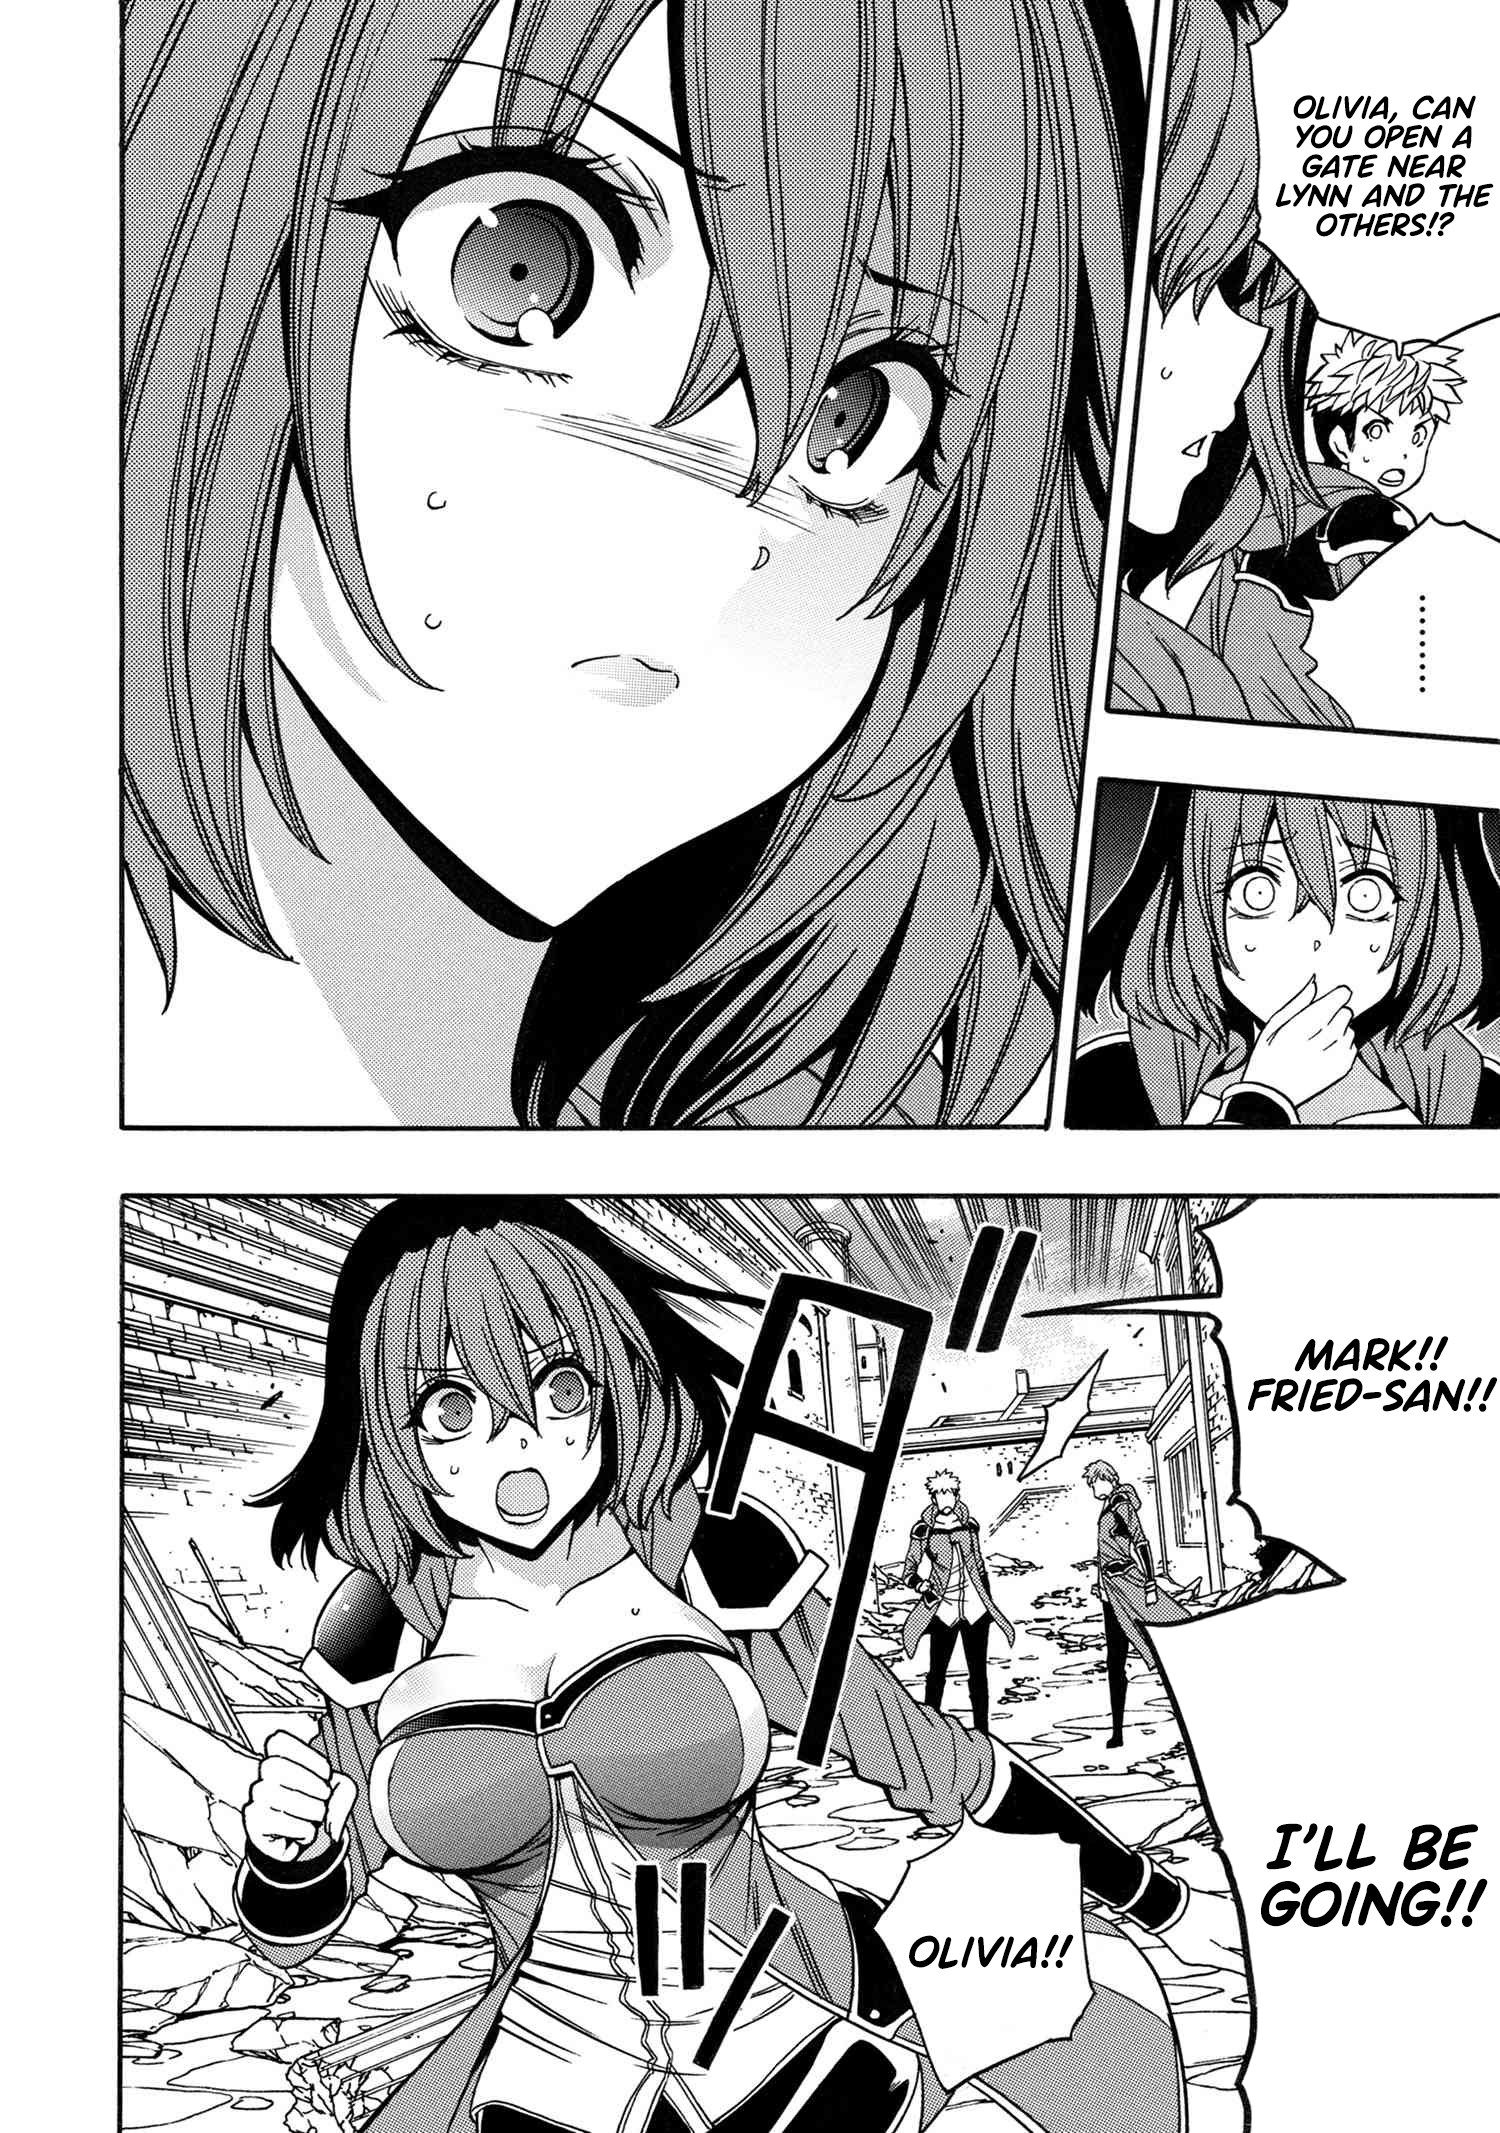 OLIVIA, CAN
YOU OPEN A
GATE NEAR
LYNN AND THE
OTHERS!?
.........
MARK!!
FRIED-SAN!!
I'LL BE
GOING!!
OLIVIA!!